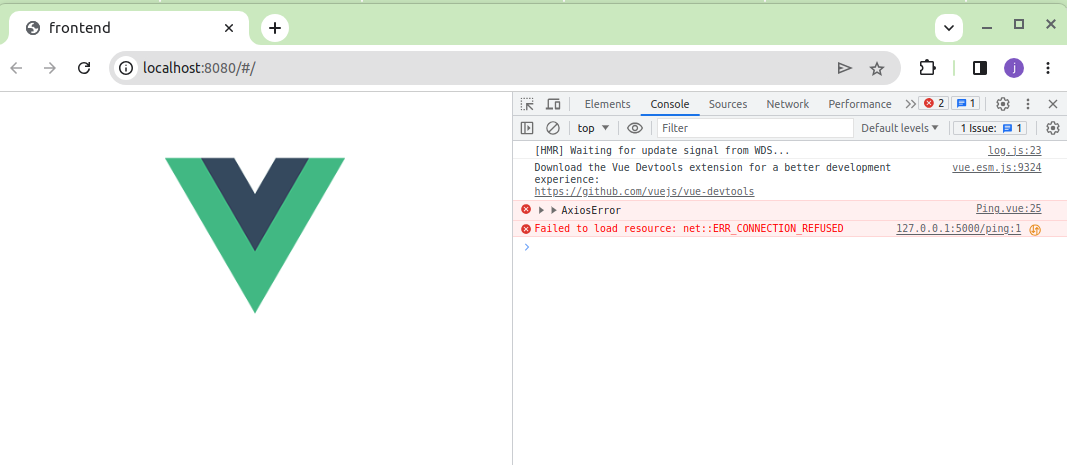 frontend
localhost:8080/#/
j
Elements Console Sources Network Performance 2 1
top Filter Default levels 1 Issue: 1
[HMR] Waiting for update signal from WDS... log.js:23
Download the Vue Devtools extension for a better development vue.esm.js:9324
experience:
https://github.com/vuejs/vue-devtools
AxiosError Ping.vue:25
Failed to load resource: net::ERR_CONNECTION_REFUSED 127.0.0.1:5000/ping:1